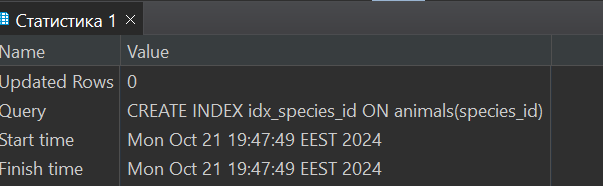 Статистика 1
Name Value
Updated Rows 0
Query CREATE INDEX idx_species_id ON animals(species_id)
Start time Mon Oct 21 19:47:49 EEST 2024
Finish time Mon Oct 21 19:47:49 EEST 2024